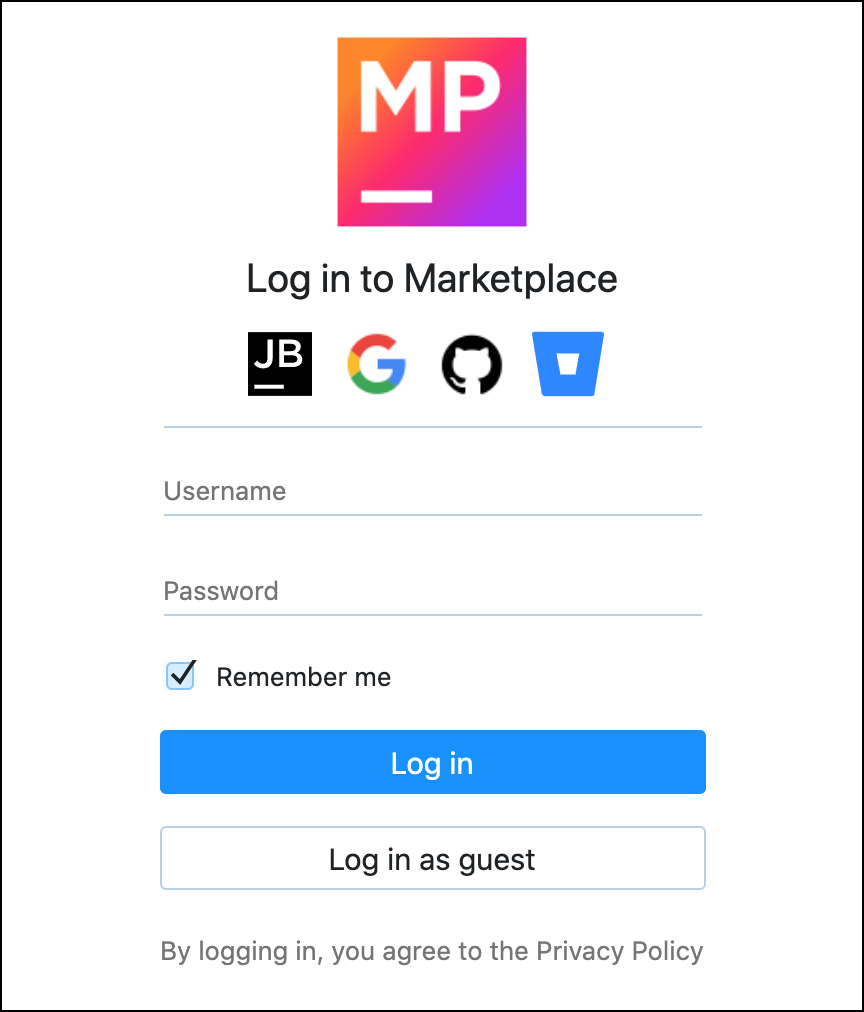 MP
Log in to Marketplace
JB
Username
Password
Remember me
Log in
Log in as guest
By logging in, you agree to the Privacy Policy